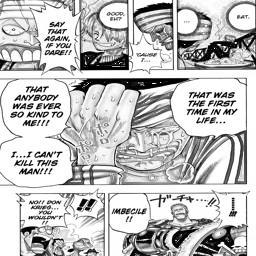 EAT.
...
'CAUSE I...
GOOD,
EH?
SAY
THAT
AGAIN,
IF YOU
DARE!!
THAT WAS
THE FIRST
TIME IN MY
LIFE...
THAT
ANYBODY
WAS EVER
SO KIND TO
ME!!!
I...I CAN'T
KILL THIS
MAN!!!
!!!
IMBECILE
!!
NO!! DON
KRIEG...
YOU
WOULDN'T
!!